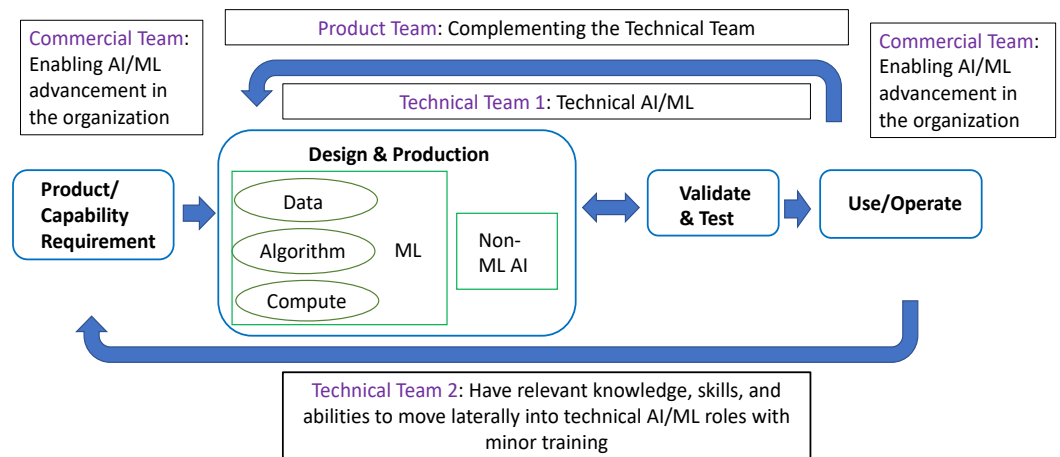 Commercial Team:
Enabling AI/ML
advancement in
the organization
Product Team: Complementing the Technical Team
Commercial Team:
Enabling AI/ML
advancement in
the organization
Technical Team 1: Technical AI/ML
Product/
Capability
Requirement
Design & Production
Data
Algorithm
Compute
ML
Non-
ML AI
Validate
& Test
Use/Operate
Technical Team 2: Have relevant knowledge, skills, and
abilities to move laterally into technical AI/ML roles with
minor training